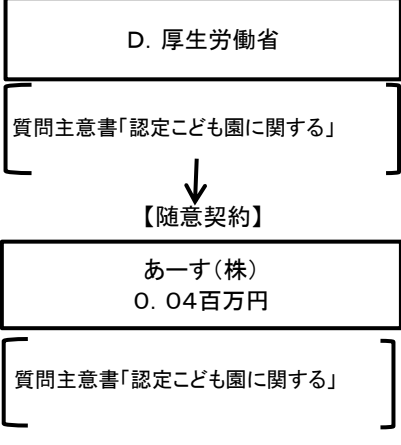 D．厚生労働省
質問主意書「認定こども園に関する」
【随意契約】
あーす（株）
０．０４百万円
質問主意書「認定こども園に関する」